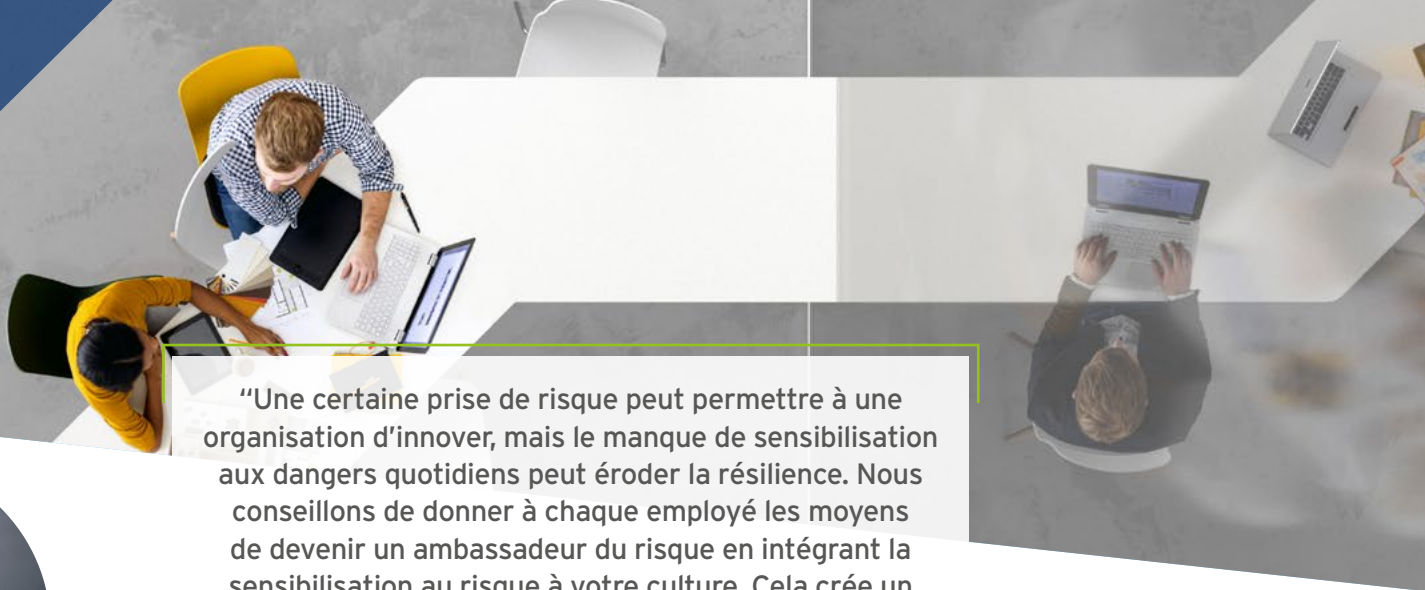 “Une certaine prise de risque peut permettre à une
organisation d’innover, mais le manque de sensibilisation
aux dangers quotidiens peut éroder la résilience. Nous
conseillons de donner à chaque employé les moyens
de devenir un ambassadeur du risque en intégrant la
sensibilisation au risque à votre culture. Cela crée un